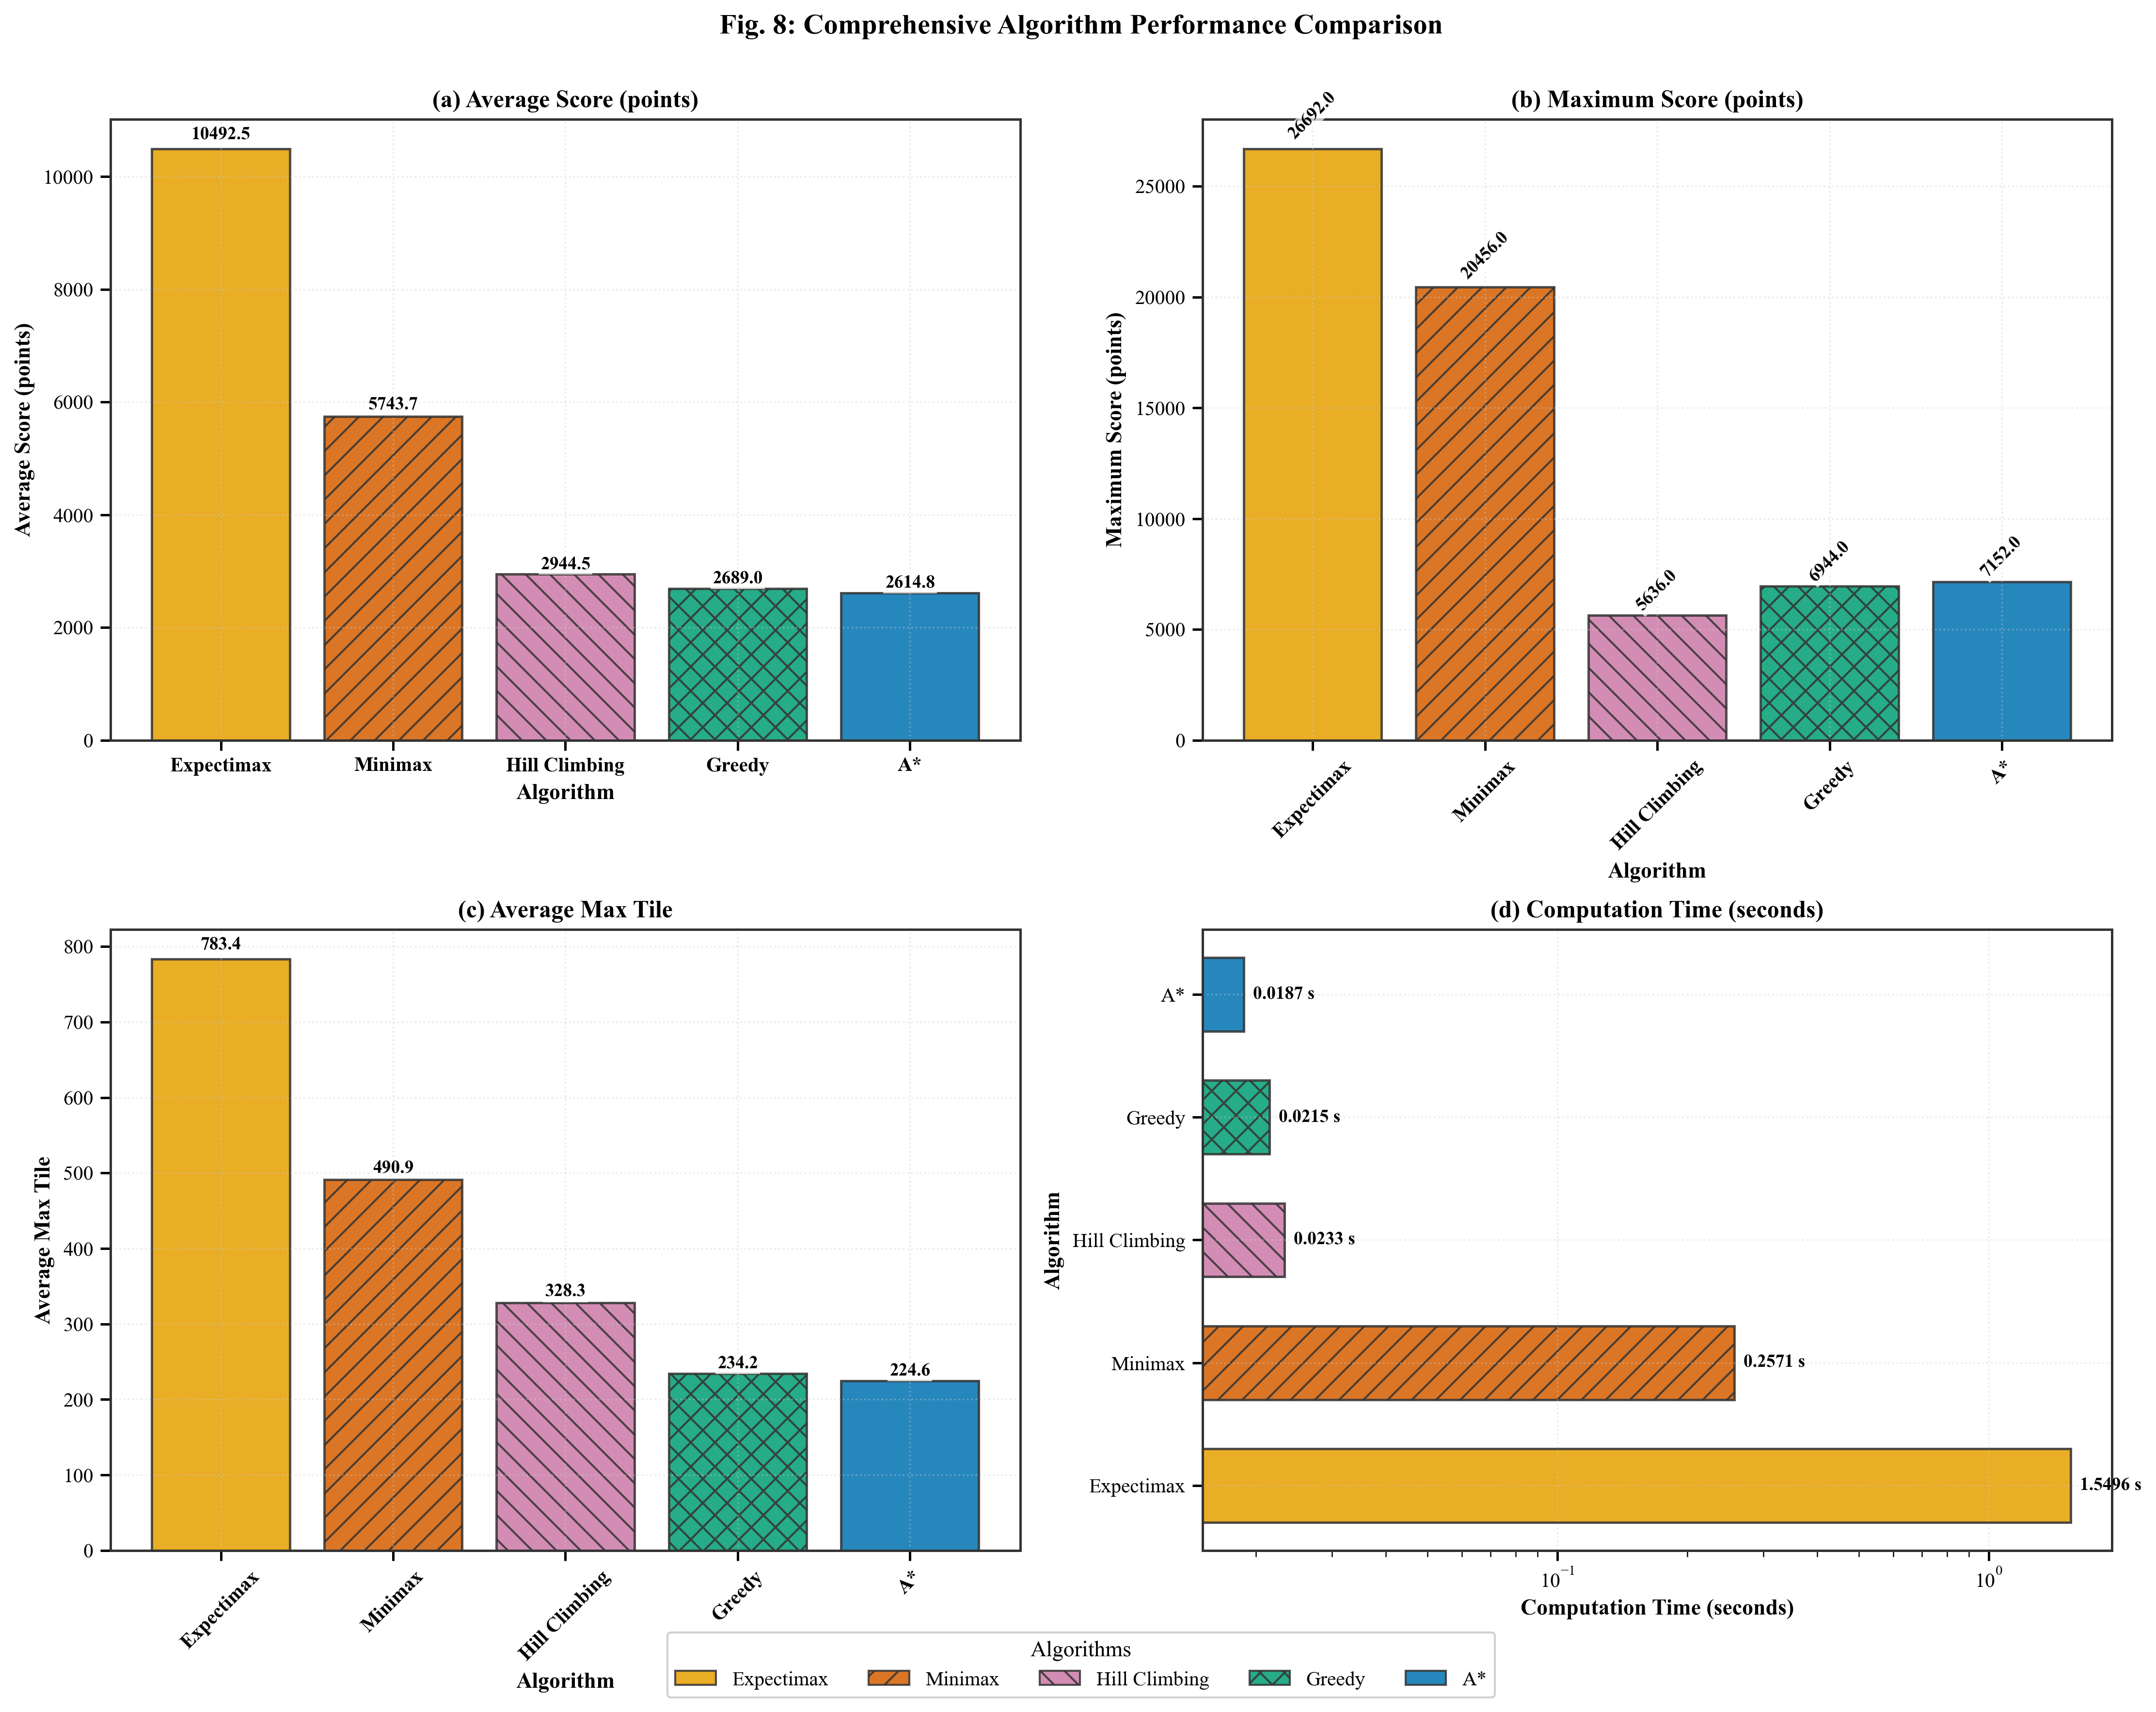 Fig. 8: Comprehensive Algorithm Performance Comparison
(a) Average Score (points)
Average Score (points)
10000
8000
6000
4000
2000
0
10492.5
5743.7
2944.5
2689.0
2614.8
Expectimax
Minimax
Hill Climbing
Greedy
A*
Algorithm
(b) Maximum Score (points)
Maximum Score (points)
25000
20000
15000
10000
5000
0
26692.0
20456.0
5636.0
6944.0
7152.0
Expectimax
Minimax
Hill Climbing
Greedy
A*
Algorithm
(c) Average Max Tile
Average Max Tile
800
700
600
500
400
300
200
100
0
783.4
490.9
328.3
234.2
224.6
Expectimax
Minimax
Hill Climbing
Greedy
A*
Algorithm
(d) Computation Time (seconds)
Algorithm
A*
0.0187 s
Greedy
0.0215 s
Hill Climbing
0.0233 s
Minimax
0.2571 s
Expectimax
1.5496 s
10⁻¹
10⁰
Computation Time (seconds)
Algorithms
Expectimax
Minimax
Hill Climbing
Greedy
A*